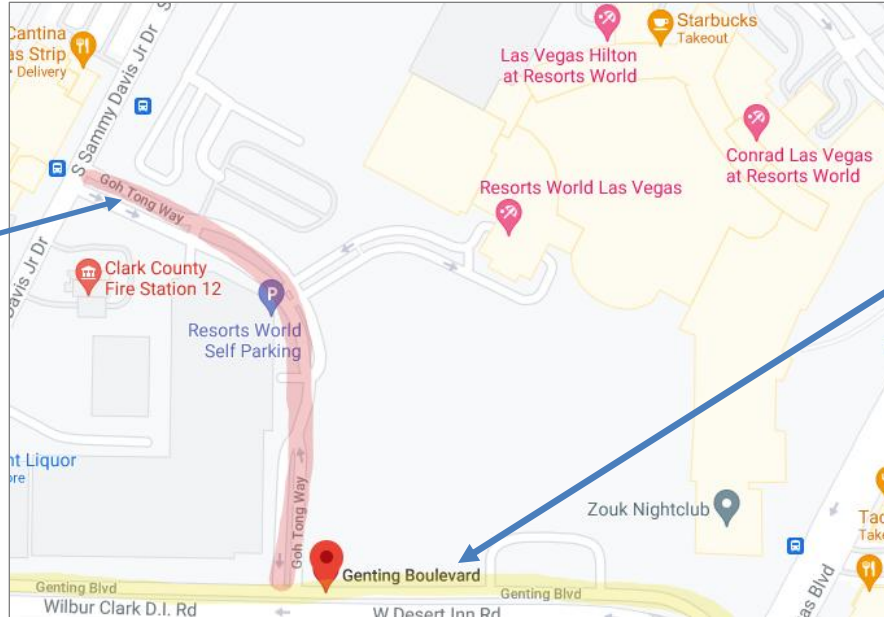 Cantina
as Strip
• Delivery
S Sammy Davis Jr Dr
Las Vegas Hilton
at Resorts World
Starbucks
Takeout
Conrad Las Vegas
at Resorts World
Goh Tong Way
Resorts World Las Vegas
Davis Jr Dr
Clark County
Fire Station 12
P
Resorts World
Self Parking
nt Liquor
ore
Goh Tong Way
Zouk Nightclub
Tac
Take
Genting Boulevard
Genting Blvd
Genting Blvd
Wilbur Clark D.I. Rd
W Desert Inn Rd
as Blvd